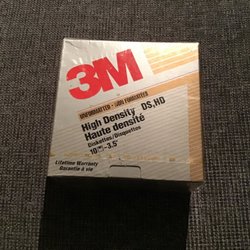 3M
UNFORMATTED - NON FORMATÉES
High Density DS,HD
Haute densité
Diskettes/Disquettes
10 - 3.5"
Lifetime Warranty
Garantie à vie